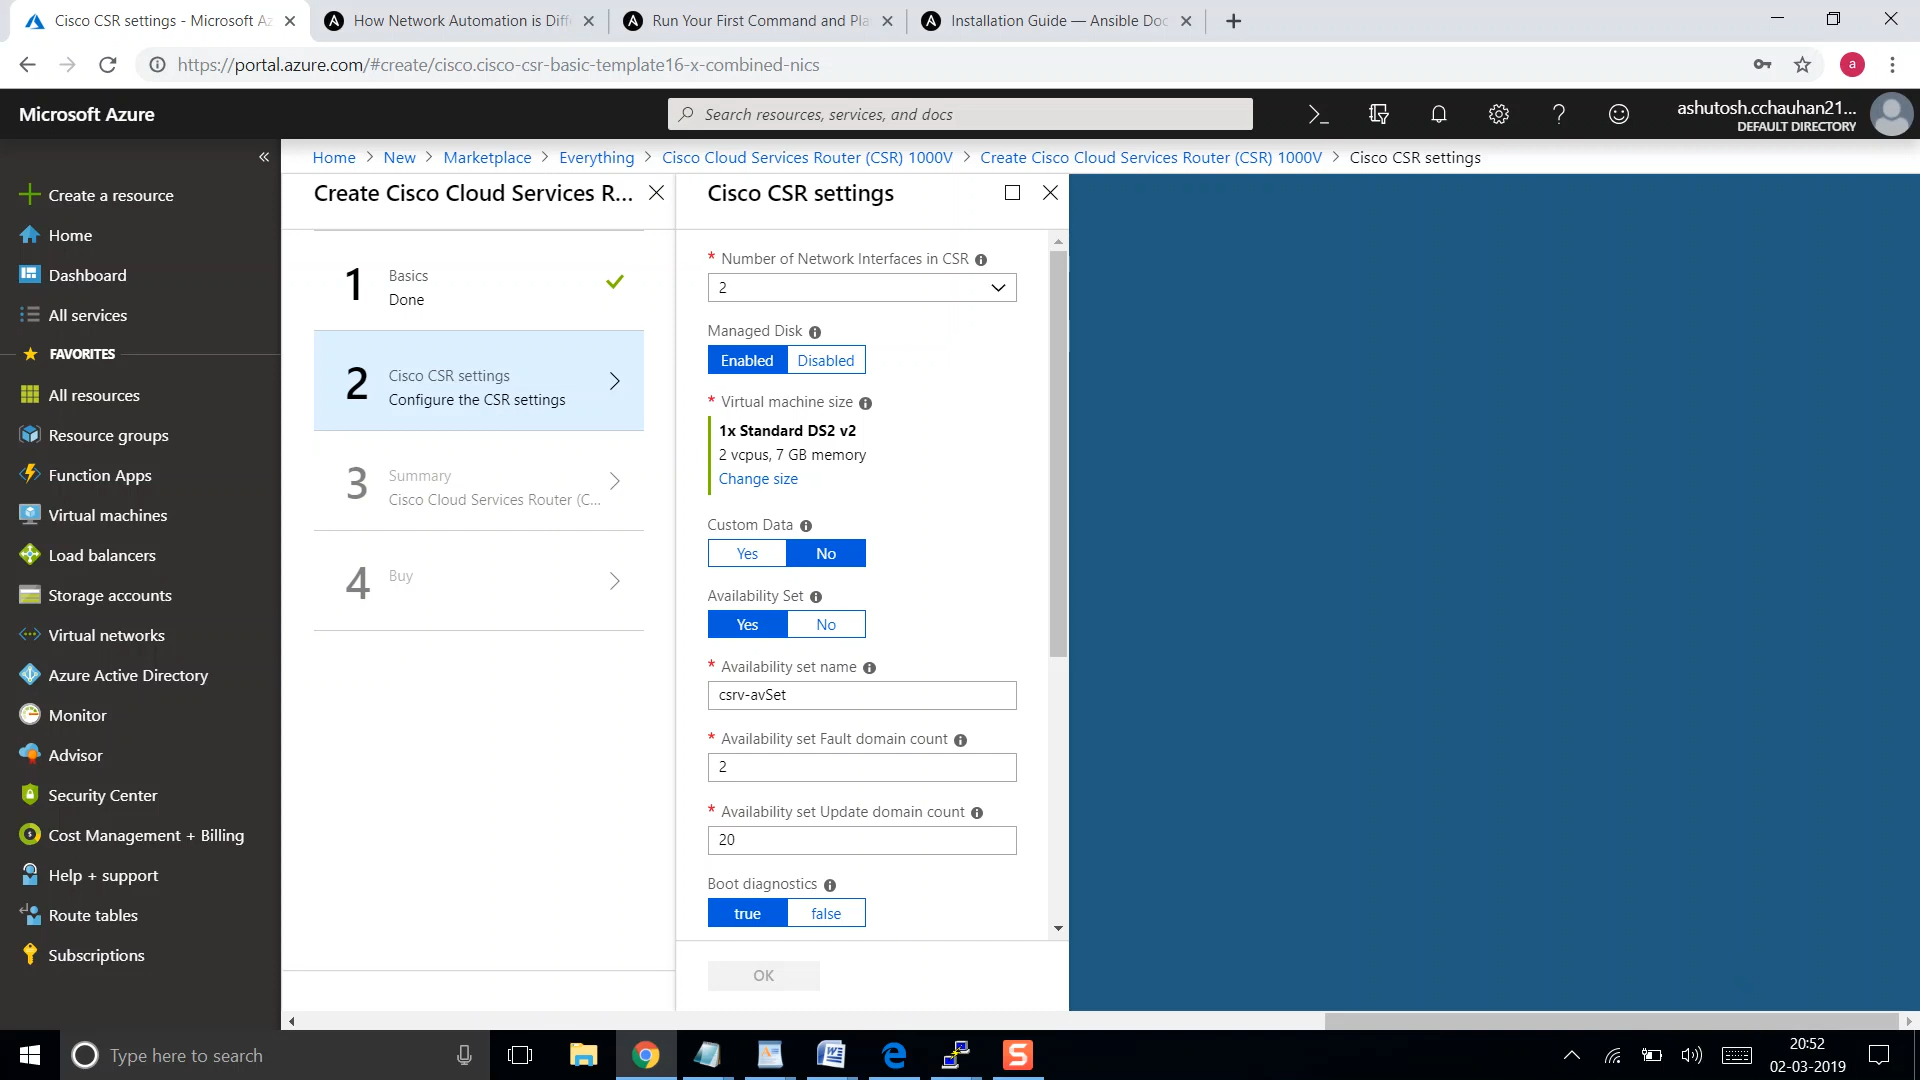 Cisco CSR settings - Microsoft Az
How Network Automation is Diff
Run Your First Command and Pla
Installation Guide — Ansible Doc
https://portal.azure.com/#create/cisco.cisco-csr-basic-template16-x-combined-nics
a
Microsoft Azure
Search resources, services, and docs
ashutosh.cchauhan21...
DEFAULT DIRECTORY
Home > New > Marketplace > Everything > Cisco Cloud Services Router (CSR) 1000V > Create Cisco Cloud Services Router (CSR) 1000V > Cisco CSR settings
Create a resource
Home
Dashboard
All services
FAVORITES
All resources
Resource groups
Function Apps
Virtual machines
Load balancers
Storage accounts
Virtual networks
Azure Active Directory
Monitor
Advisor
Security Center
Cost Management + Billing
Help + support
Route tables
Subscriptions
Create Cisco Cloud Services R...
1
Basics
Done
2
Cisco CSR settings
Configure the CSR settings
3
Summary
Cisco Cloud Services Router (C...
4
Buy
Cisco CSR settings
* Number of Network Interfaces in CSR
2
Managed Disk
Enabled Disabled
* Virtual machine size
1x Standard DS2 v2
2 vcpus, 7 GB memory
Change size
Custom Data
Yes No
Availability Set
Yes No
* Availability set name
csrv-avSet
* Availability set Fault domain count
2
* Availability set Update domain count
20
Boot diagnostics
true false
OK
Type here to search
20:52
02-03-2019